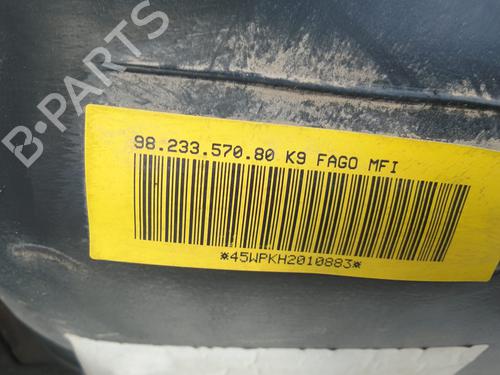 B-PARTS
98.233.570.80 K9 FAGO MFI
*45WPKH2010883*